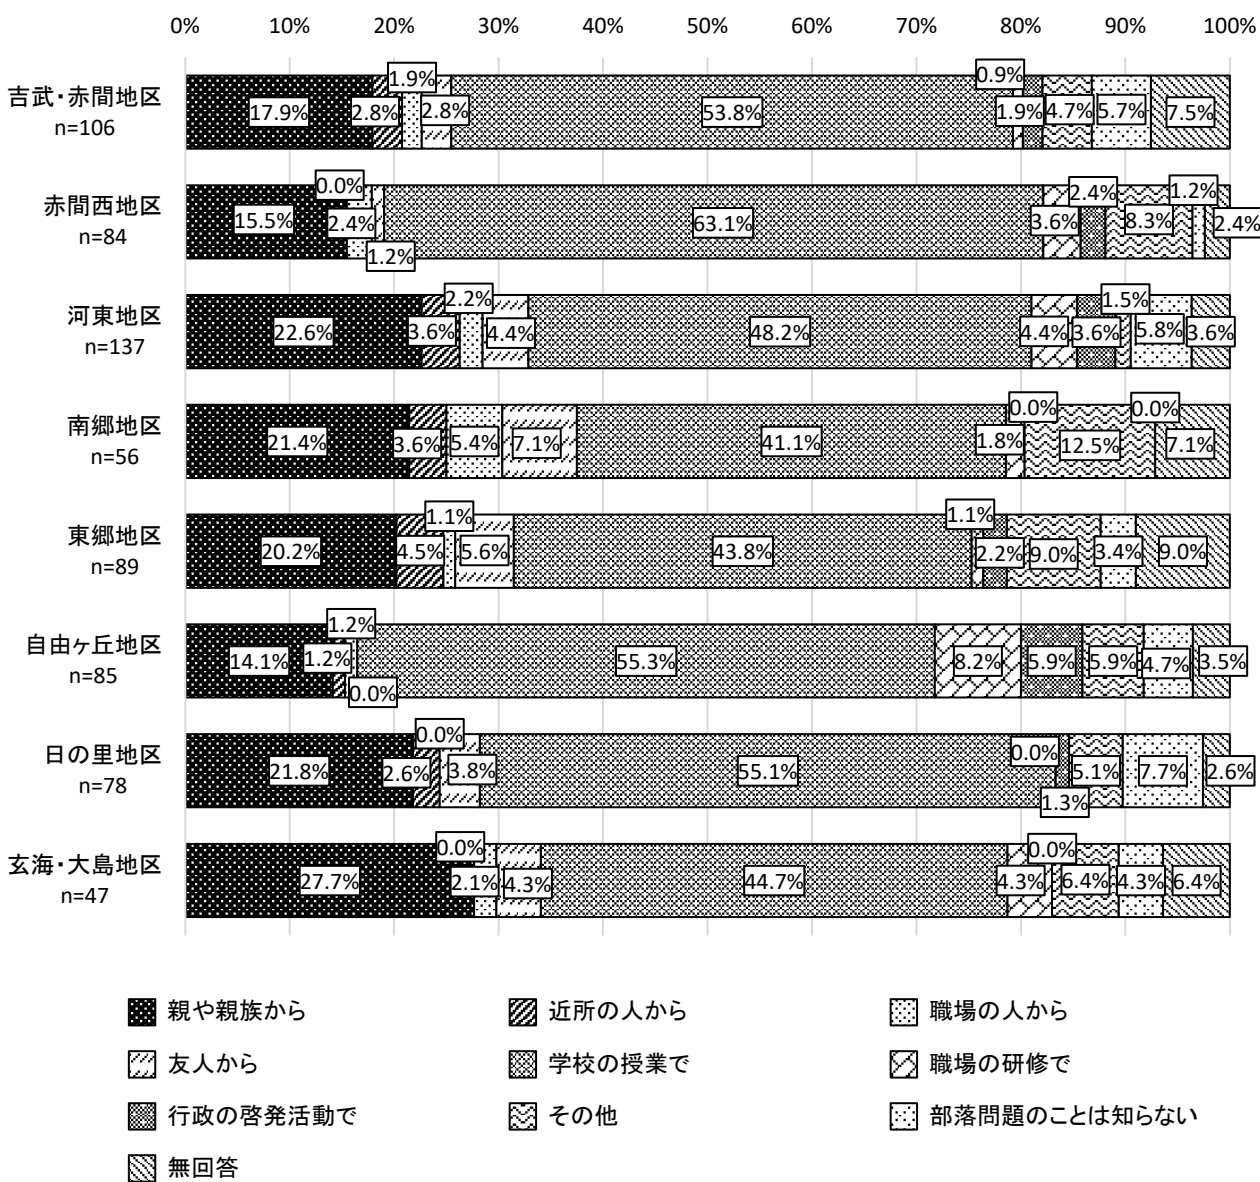 0% 10% 20% 30% 40% 50% 60% 70% 80% 90% 100%
吉武・赤間地区
n=106
17.9% 2.8% 1.9% 2.8% 53.8% 0.9% 1.9% 4.7% 5.7% 7.5%
赤間西地区
n=84
15.5% 0.0% 2.4% 1.2% 63.1% 3.6% 2.4% 8.3% 1.2% 2.4%
河東地区
n=137
22.6% 3.6% 2.2% 4.4% 48.2% 4.4% 3.6% 1.5% 5.8% 3.6%
南郷地区
n=56
21.4% 3.6% 5.4% 7.1% 41.1% 1.8% 0.0% 12.5% 0.0% 7.1%
東郷地区
n=89
20.2% 4.5% 1.1% 5.6% 43.8% 1.1% 2.2% 9.0% 3.4% 9.0%
自由ヶ丘地区
n=85
14.1% 1.2% 1.2% 0.0% 55.3% 8.2% 5.9% 5.9% 4.7% 3.5%
日の里地区
n=78
21.8% 2.6% 0.0% 3.8% 55.1% 0.0% 1.3% 5.1% 7.7% 2.6%
玄海・大島地区
n=47
27.7% 0.0% 2.1% 4.3% 44.7% 4.3% 0.0% 6.4% 4.3% 6.4%
親や親族から 近所の人から 職場の人から
友人から 学校の授業で 職場の研修で
行政の啓発活動で その他 部落問題のことは知らない
無回答